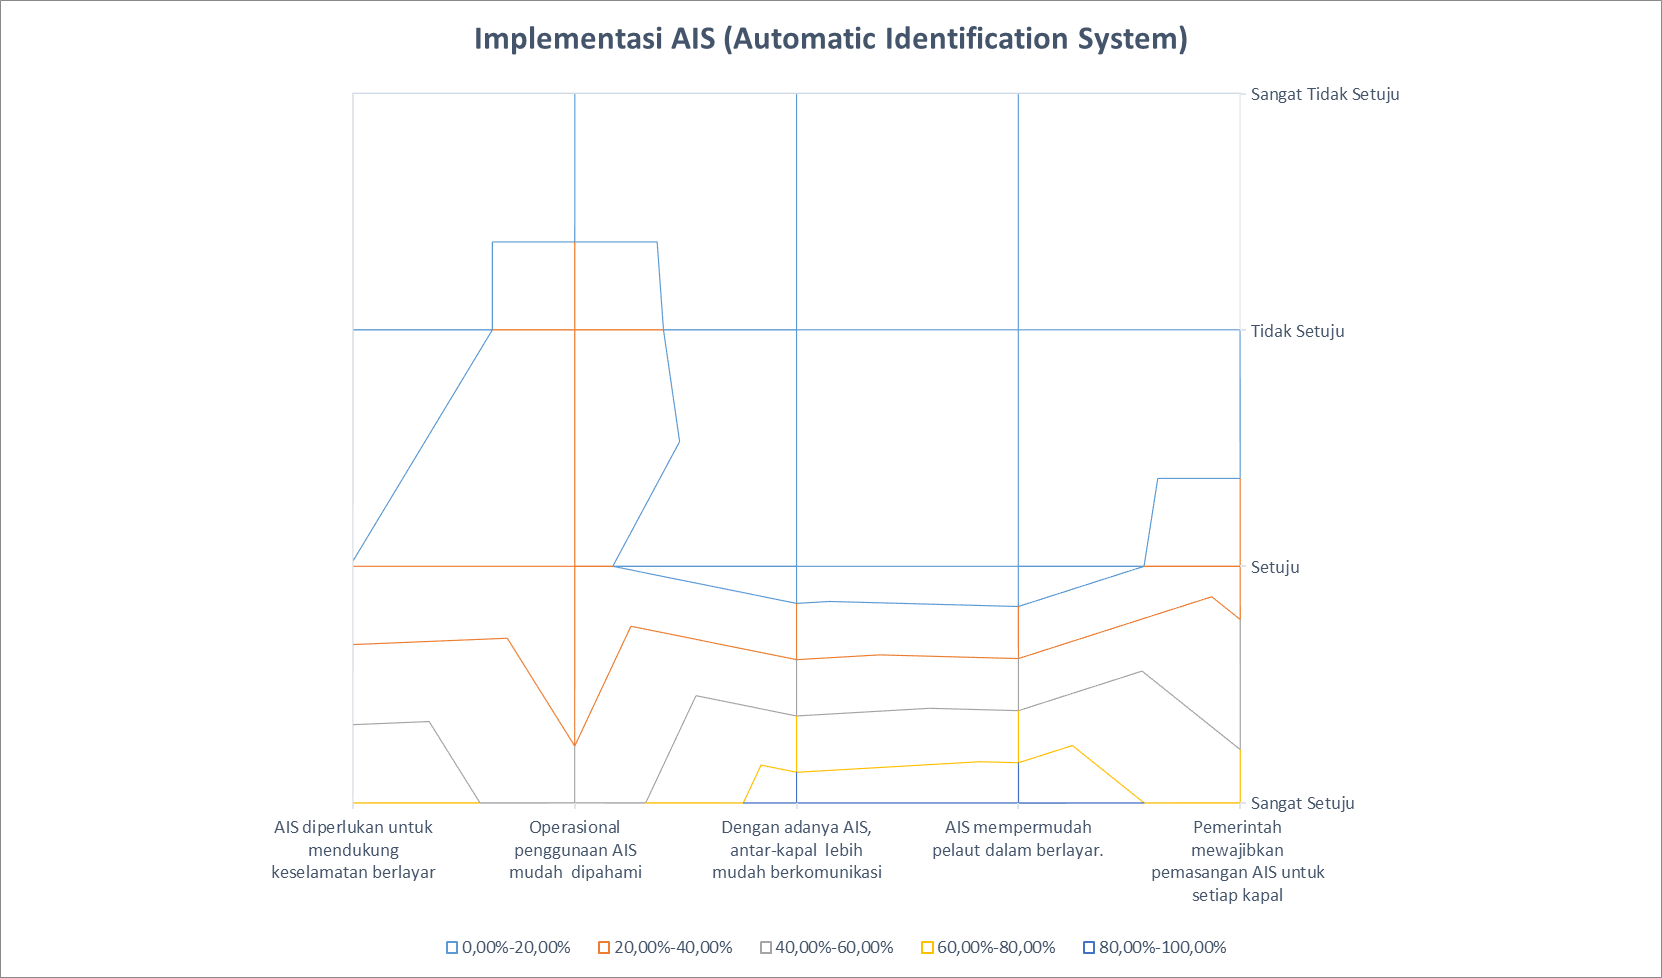 Implementasi AIS (Automatic Identification System)
Sangat Tidak Setuju
Tidak Setuju
Setuju
Sangat Setuju
AIS diperlukan untuk
mendukung
keselamatan berlayar
Operasional
penggunaan AIS
mudah dipahami
Dengan adanya AIS,
antar-kapal lebih
mudah berkomunikasi
AIS mempermudah
pelaut dalam berlayar.
Pemerintah
mewajibkan
pemasangan AIS untuk
setiap kapal
0,00%-20,00% 20,00%-40,00% 40,00%-60,00% 60,00%-80,00% 80,00%-100,00%